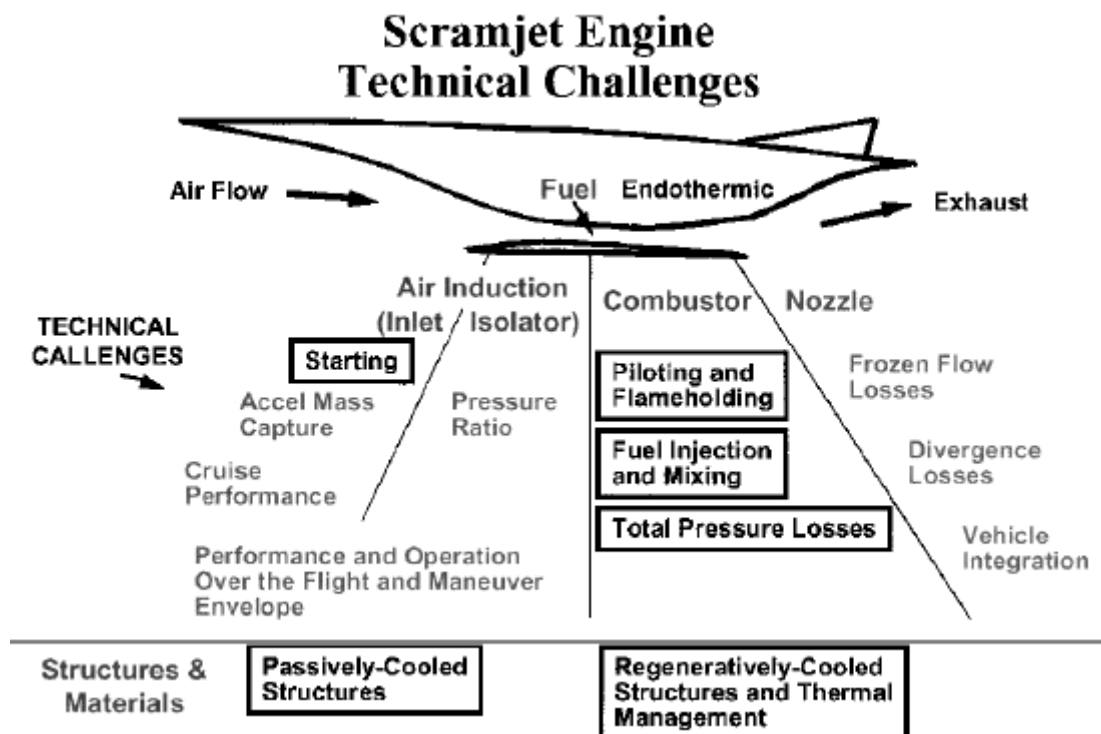 Scramjet Engine
Technical Challenges
Air Flow
Fuel Endothermic
Exhaust
Air Induction
(Inlet Isolator)
Combustor
Nozzle
TECHNICAL
CALLENGES
Starting
Accel Mass
Capture
Pressure
Ratio
Cruise
Performance
Performance and Operation
Over the Flight and Maneuver
Envelope
Piloting and
Flameholding
Fuel Injection
and Mixing
Total Pressure Losses
Frozen Flow
Losses
Divergence
Losses
Vehicle
Integration
Structures &
Materials
Passively-Cooled
Structures
Regeneratively-Cooled
Structures and Thermal
Management